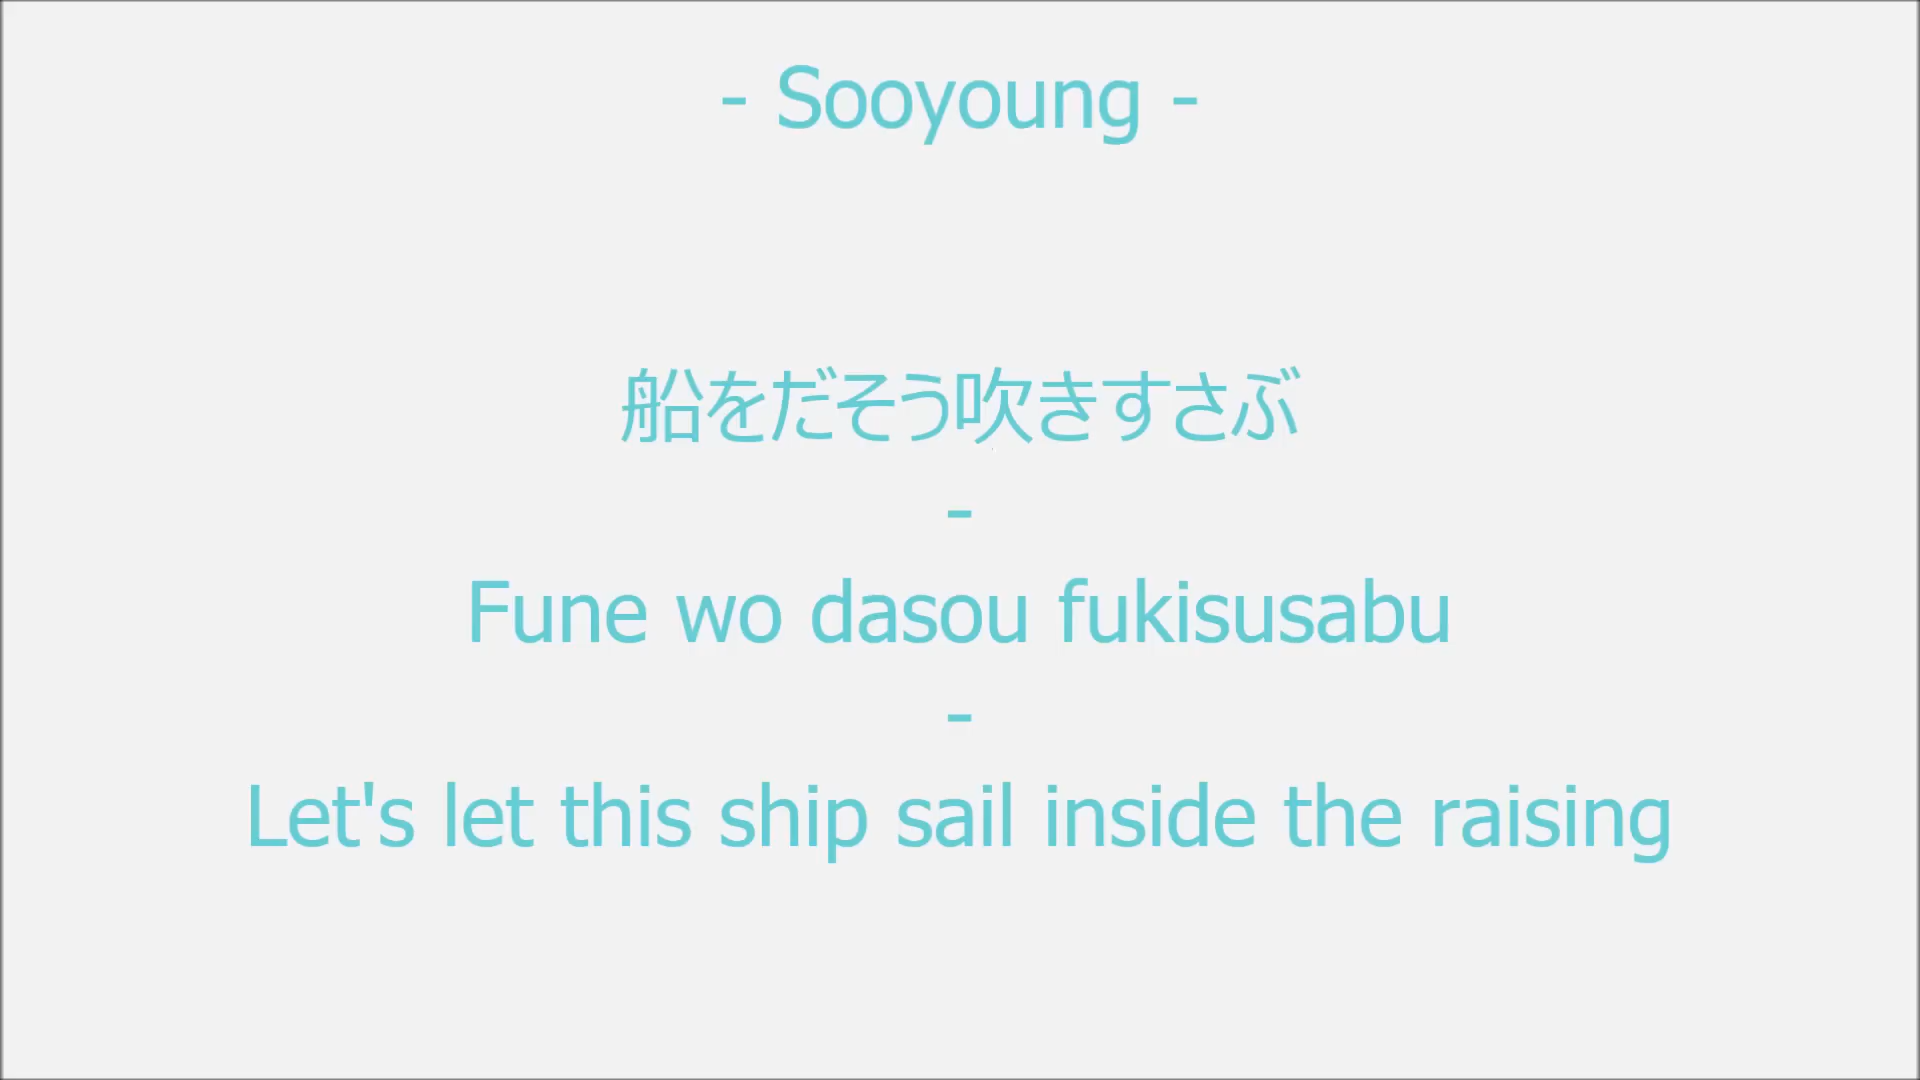 - Sooyoung -
船をだそう吹きすさぶ
-
Fune wo dasou fukisusabu
-
Let's let this ship sail inside the raising